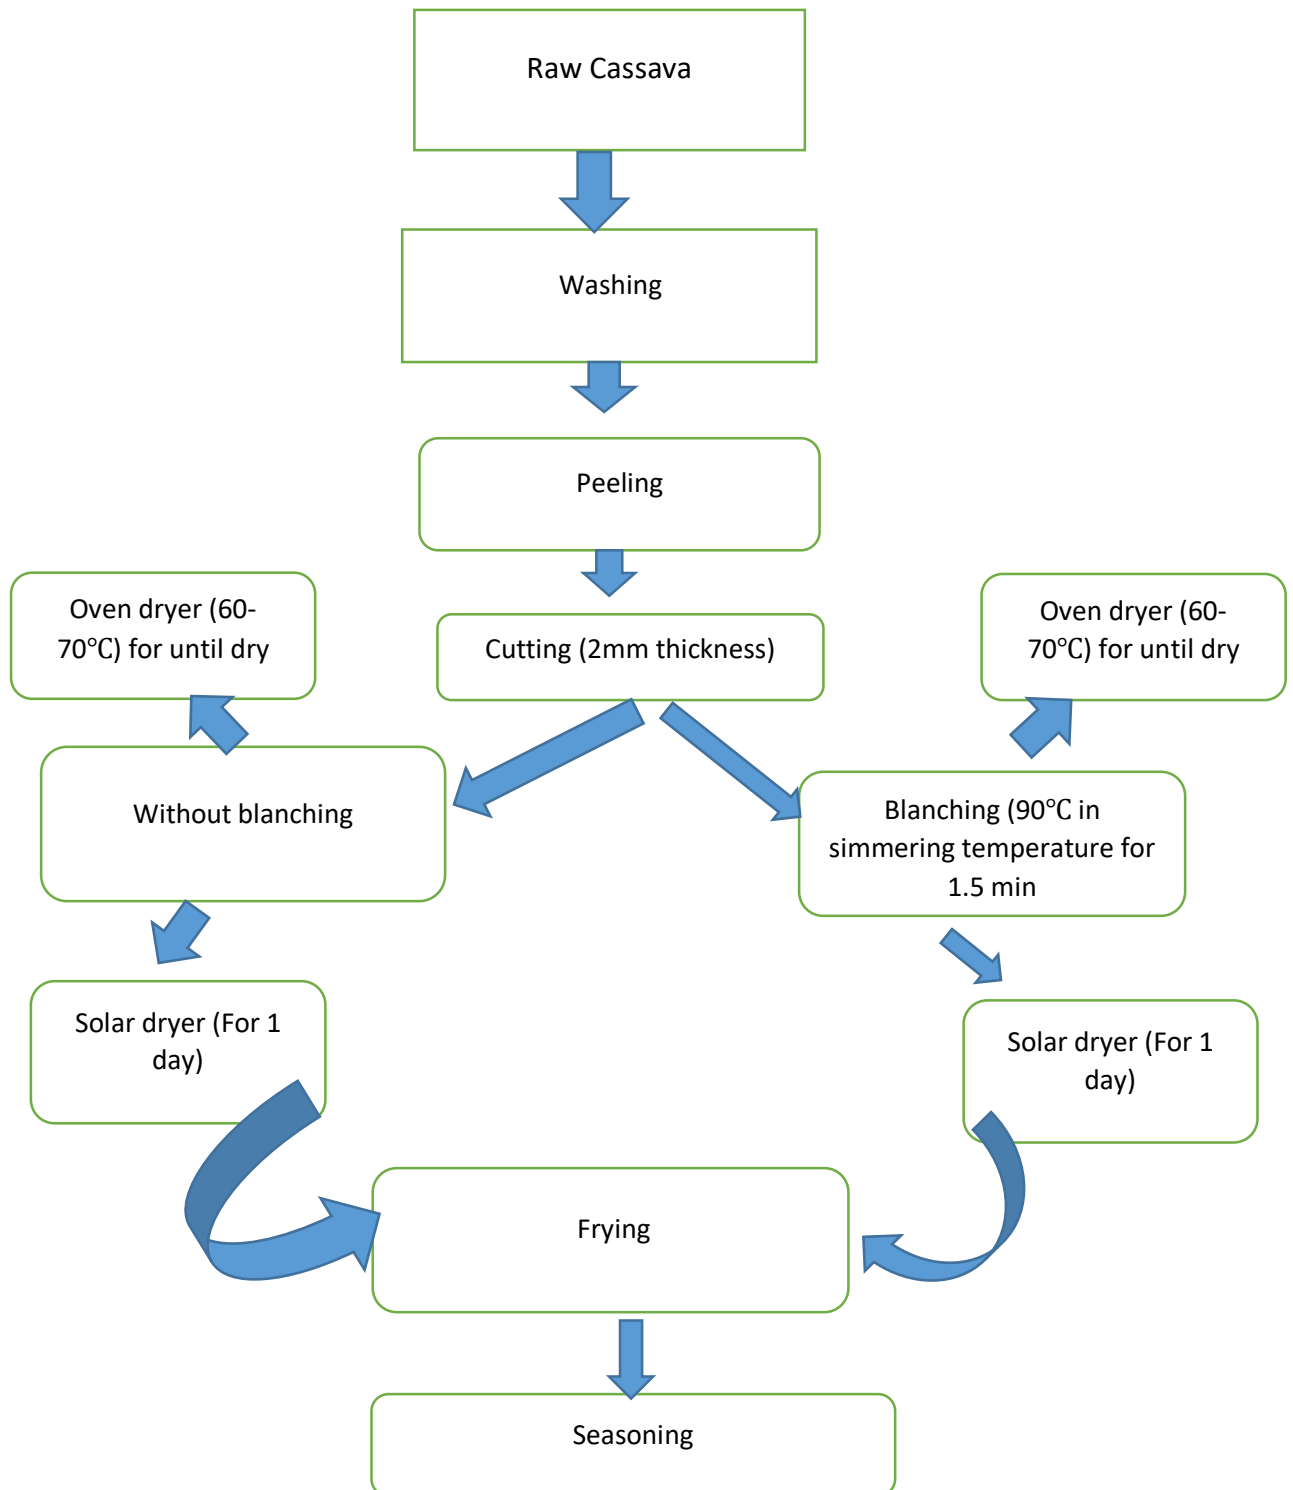 Raw Cassava
Washing
Peeling
Oven dryer (60-
70℃) for until dry
Cutting (2mm thickness)
Oven dryer (60-
70℃) for until dry
Without blanching
Blanching (90℃ in
simmering temperature for
1.5 min
Solar dryer (For 1
day)
Solar dryer (For 1
day)
Frying
Seasoning